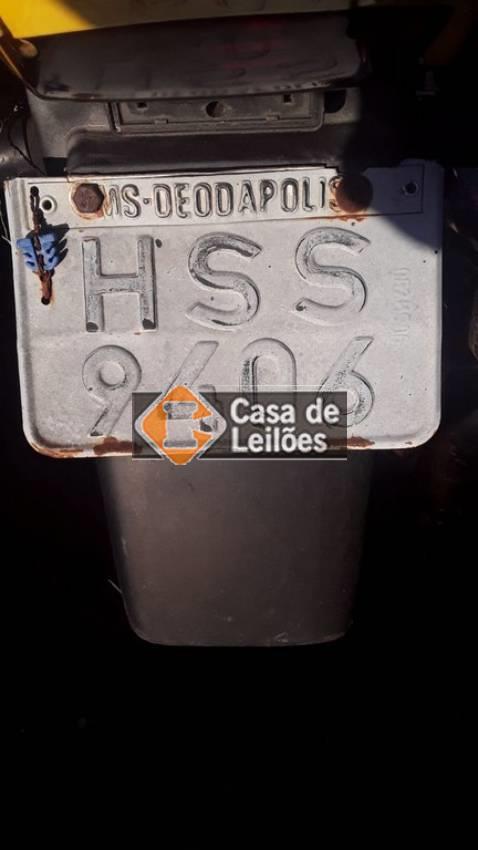 MS-DEODAPOLIS
HSS
9606
Casa de
Leilões